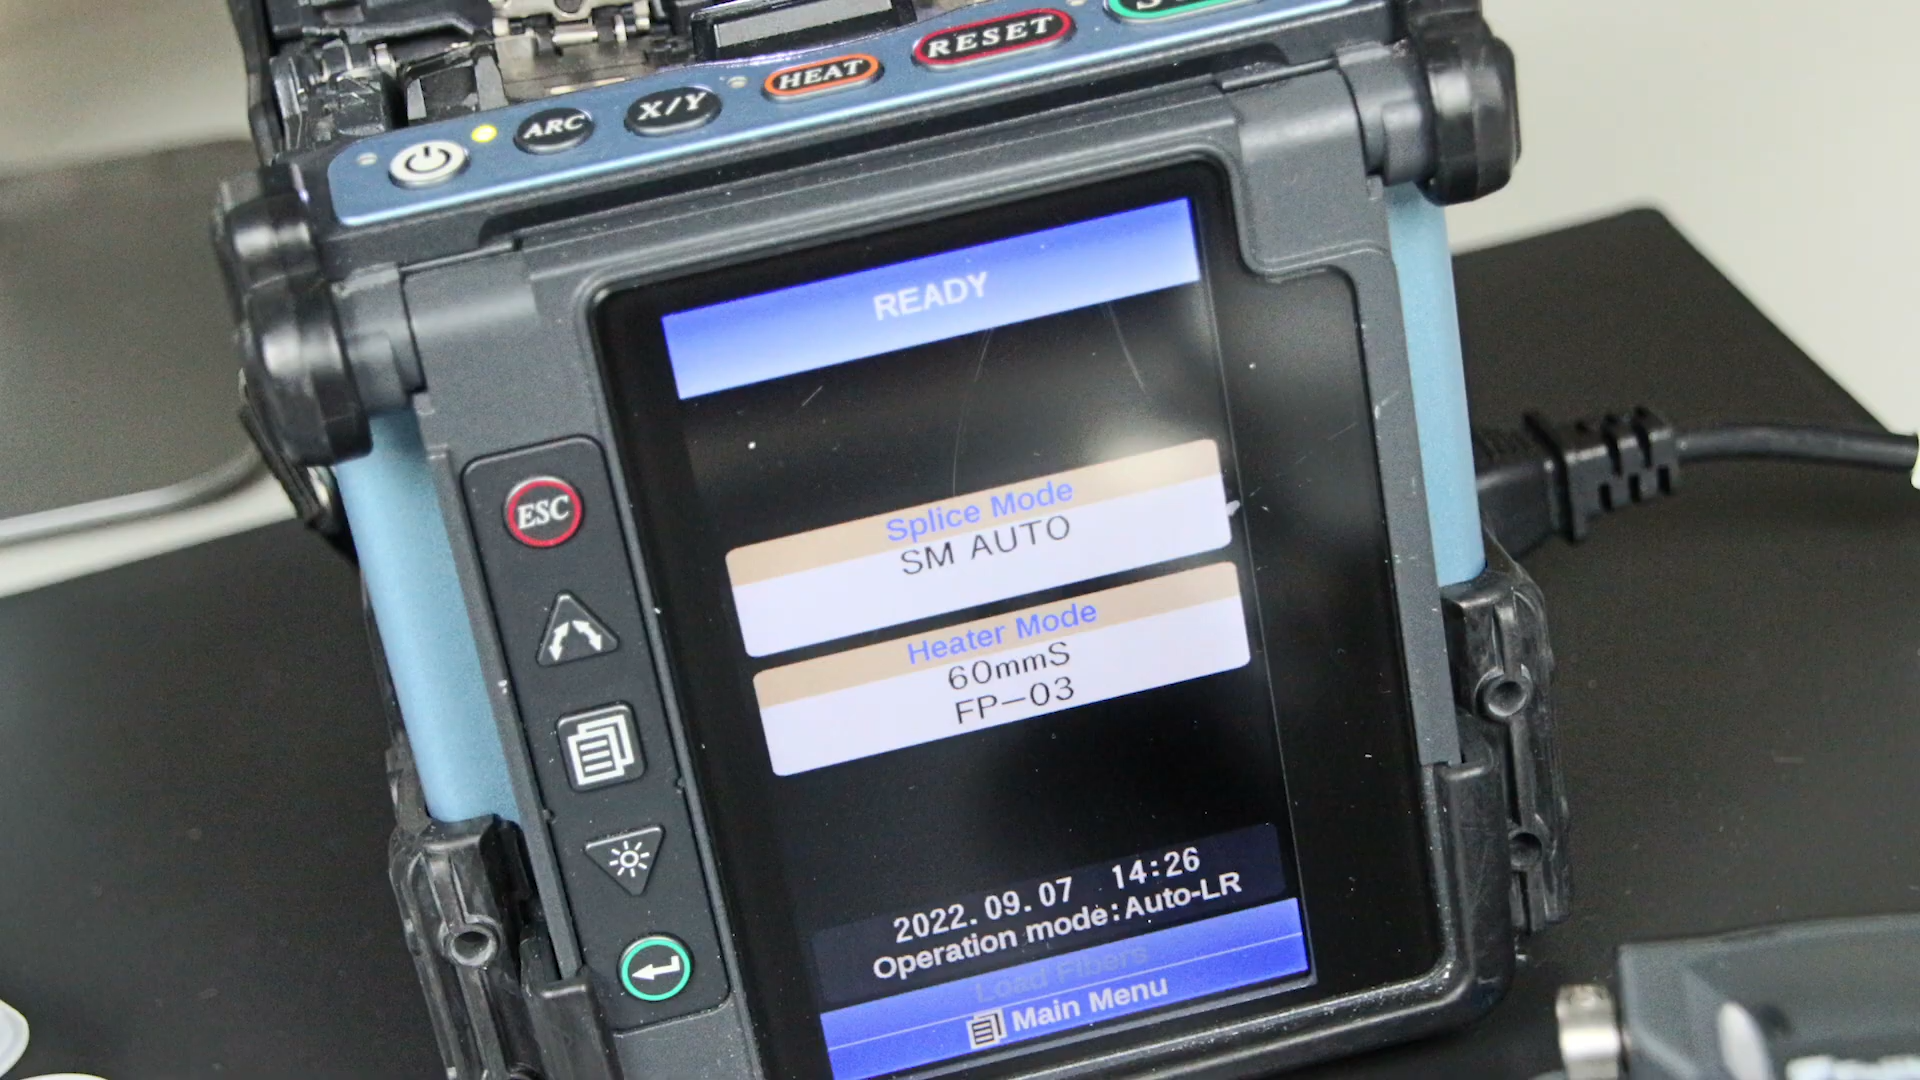 RESET
HEAT
X/Y
ARC
READY
ESC
Splice Mode
SM AUTO
Heater Mode
60mmS
FP-03
2022.09.07 14:26
Operation mode:Auto-LR
Load Fibers
Main Menu